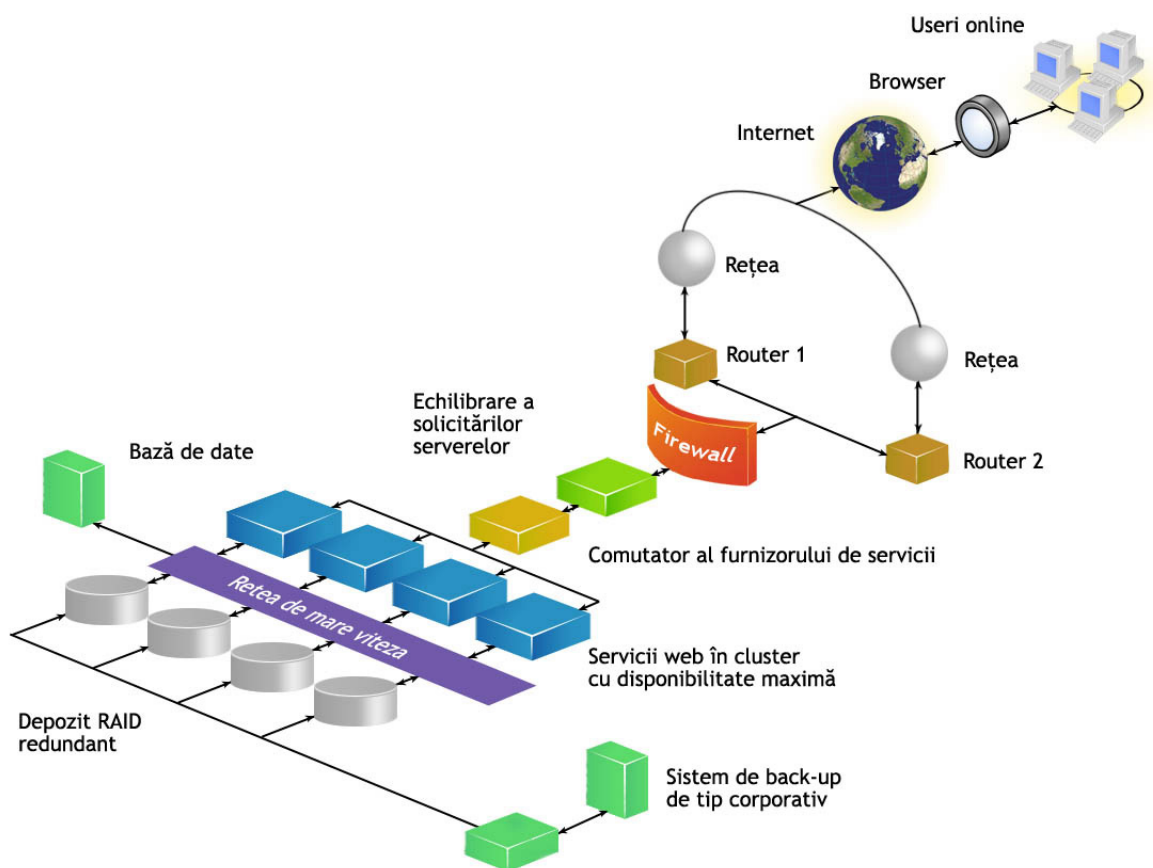 Useri online
Browser
Internet
Rețea
Router 1
Rețea
Echilibrare a
solicitărilor
serverelor
Firewall
Router 2
Bază de date
Comutator al furnizorului de servicii
Retea de mare viteza
Servicii web în cluster
cu disponibilitate maximă
Depozit RAID
redundant
Sistem de back-up
de tip corporativ